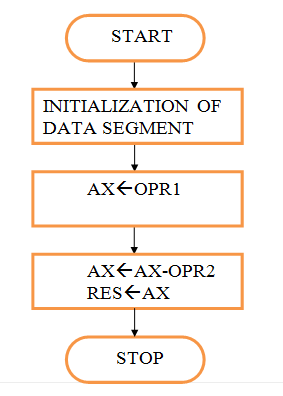 START
INITIALIZATION OF
DATA SEGMENT
AX←OPR1
AX←AX-OPR2
RES←AX
STOP